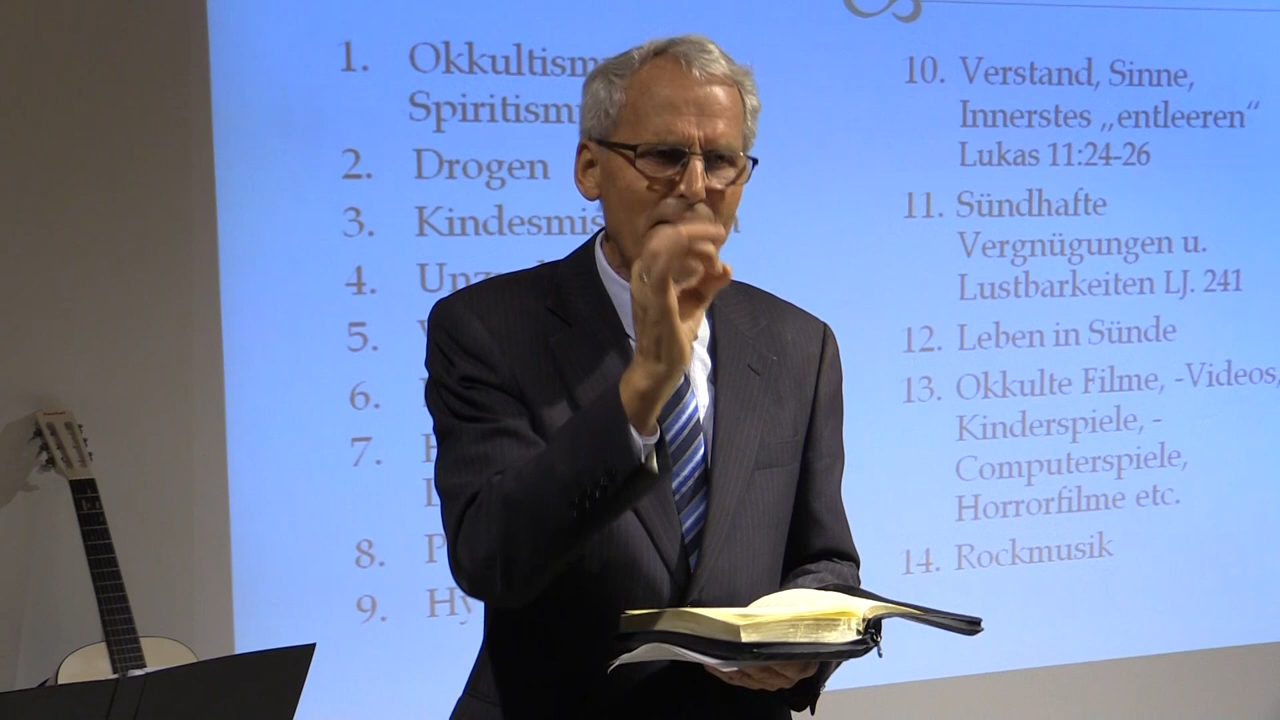 1. Okkultism
Spiritism
2. Drogen
3. Kindesmis
4.
5.
6.
7.
8. P
9. Hy
10. Verstand, Sinne,
Innerstes „entleeren“
Lukas 11:24-26
11. Sündhafte
Vergnügungen u.
Lustbarkeiten LJ. 241
12. Leben in Sünde
13. Okkulte Filme, -Videos,
Kinderspiele, -
Computerspiele,
Horrorfilme etc.
14. Rockmusik